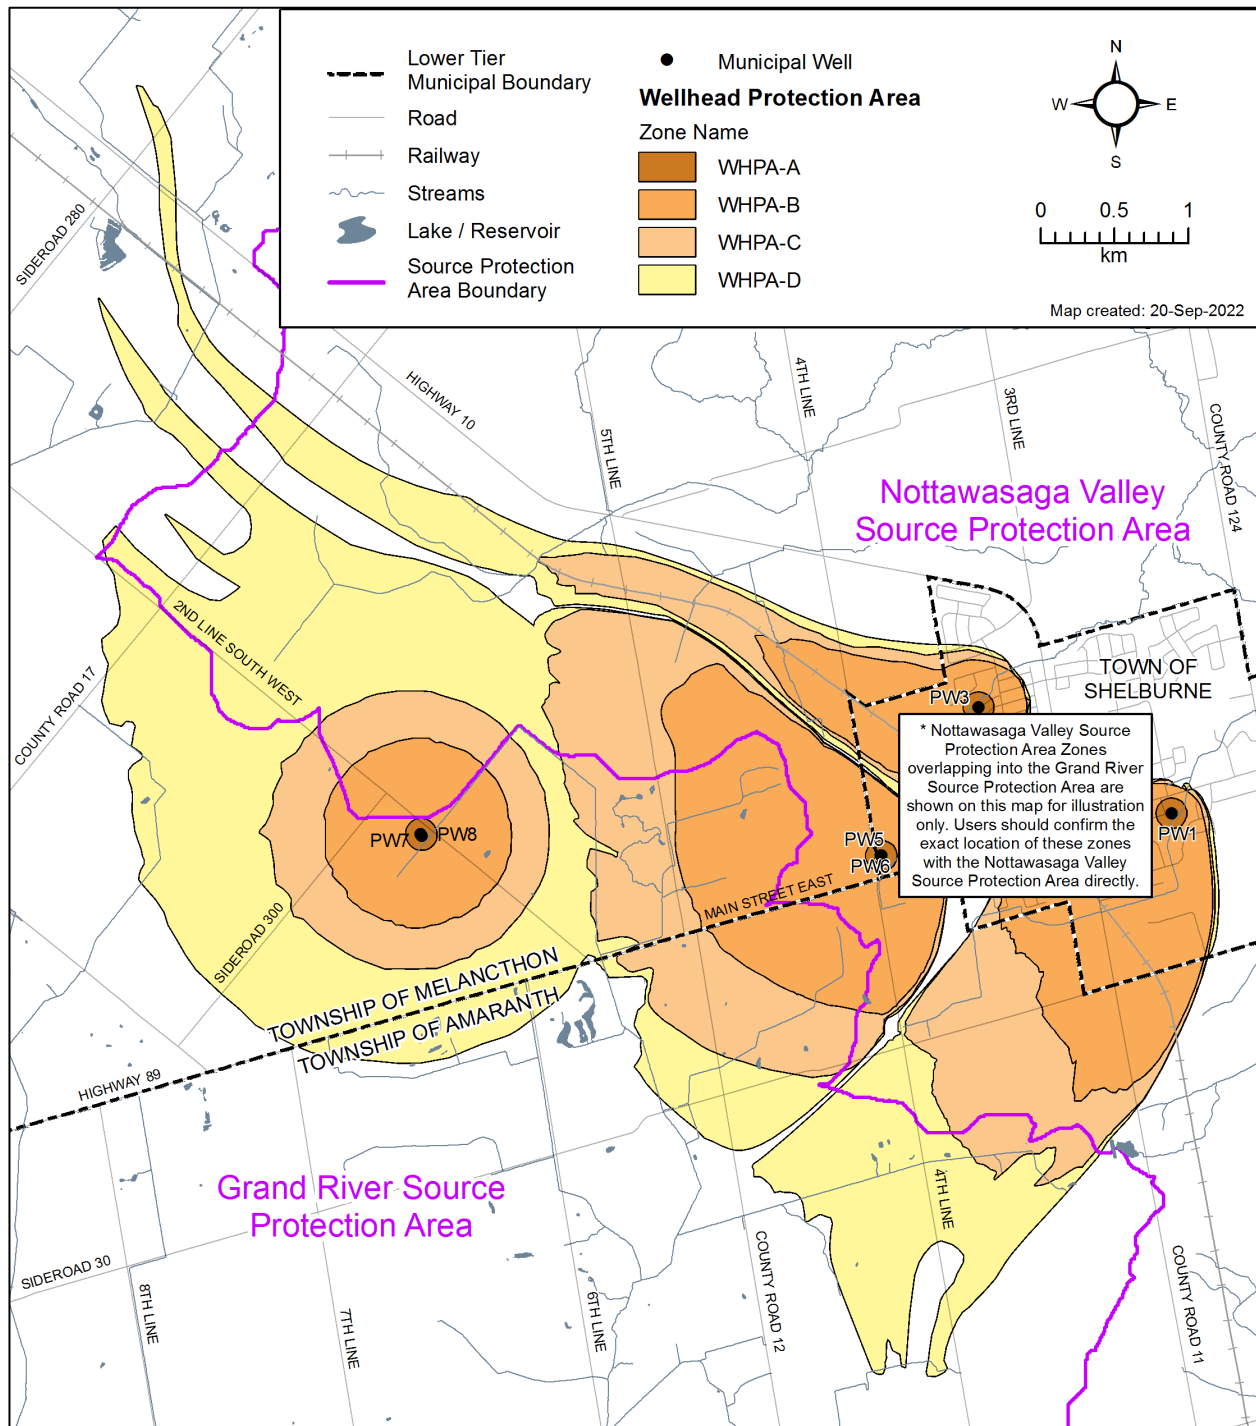 Lower Tier
Municipal Boundary
Road
Railway
Streams
Lake / Reservoir
Source Protection
Area Boundary
Municipal Well
Wellhead Protection Area
Zone Name
WHPA-A
WHPA-B
WHPA-C
WHPA-D
N
W
E
S
0 0.5 1
km
Map created: 20-Sep-2022
SIDEROAD 280
HIGHWAY 10
5TH LINE
4TH LINE
3RD LINE
COUNTY ROAD 124
Nottawasaga Valley
Source Protection Area
2ND LINE SOUTH WEST
COUNTY ROAD 17
TOWN OF
SHELBURNE
PW3
* Nottawasaga Valley Source
Protection Area Zones
overlapping into the Grand River
Source Protection Area are
shown on this map for illustration
only. Users should confirm the
exact location of these zones
with the Nottawasaga Valley
Source Protection Area directly.
PW7
PW8
PW5
PW6
PW1
MAIN STREET EAST
SIDEROAD 300
TOWNSHIP OF MELANCTHON
TOWNSHIP OF AMARANTH
HIGHWAY 89
Grand River Source
Protection Area
SIDEROAD 30
8TH LINE
7TH LINE
6TH LINE
COUNTY ROAD 12
4TH LINE
COUNTY ROAD 11